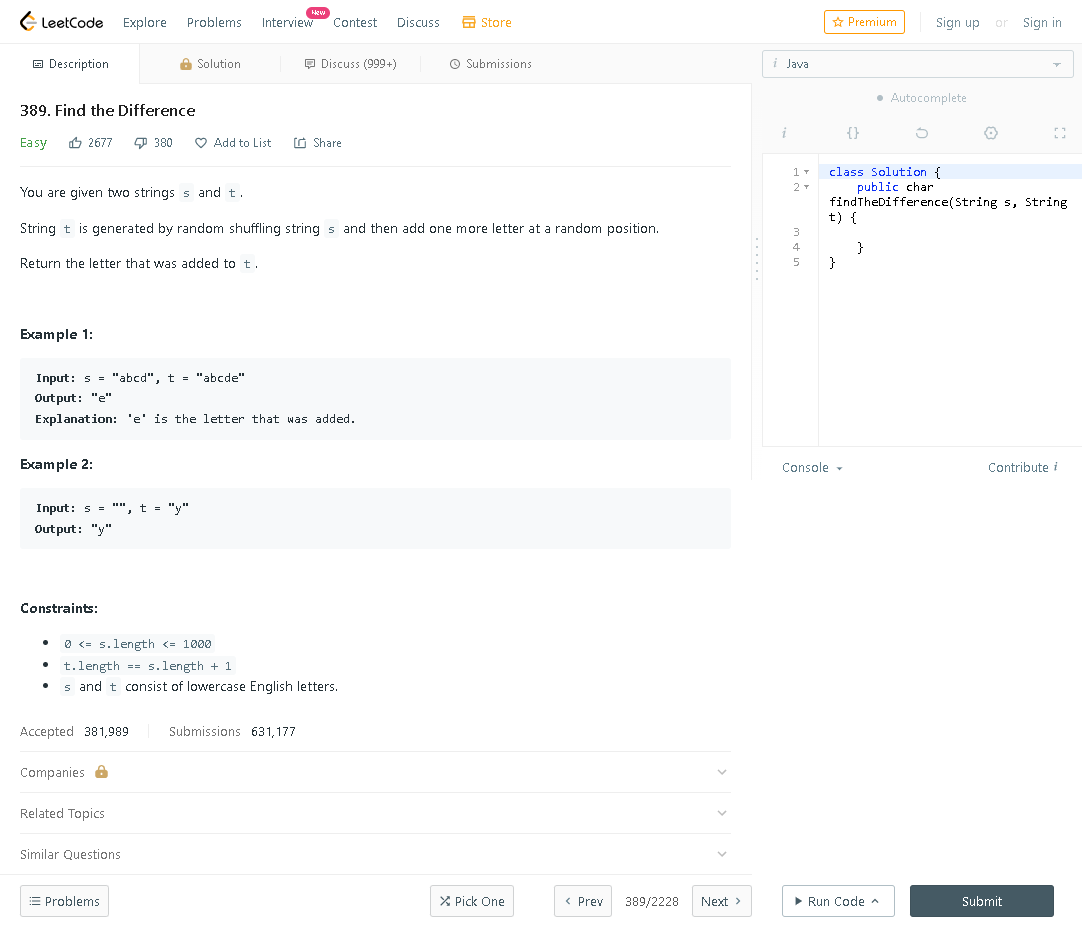 LeetCode
Explore
Problems
Interview
New
Contest
Discuss
Store
Premium
Sign up
or
Sign in
Description
Solution
Discuss (999+)
Submissions
389. Find the Difference
Easy
2677
380
Add to List
Share
You are given two strings s and t.
String t is generated by random shuffling string s and then add one more letter at a random position.
Return the letter that was added to t.
Example 1:
Input: s = "abcd", t = "abcde"
Output: "e"
Explanation: 'e' is the letter that was added.
Example 2:
Input: s = "", t = "y"
Output: "y"
Constraints:
0 <= s.length <= 1000
t.length == s.length + 1
s and t consist of lowercase English letters.
Accepted 381,989
Submissions 631,177
Companies
Related Topics
Similar Questions
Problems
Pick One
Prev
389/2228
Next
i Java
Autocomplete
i {}
1 class Solution {
2 public char
findTheDifference(String s, String
t) {
3
4 }
5 }
Console
Contribute i
Run Code
Submit